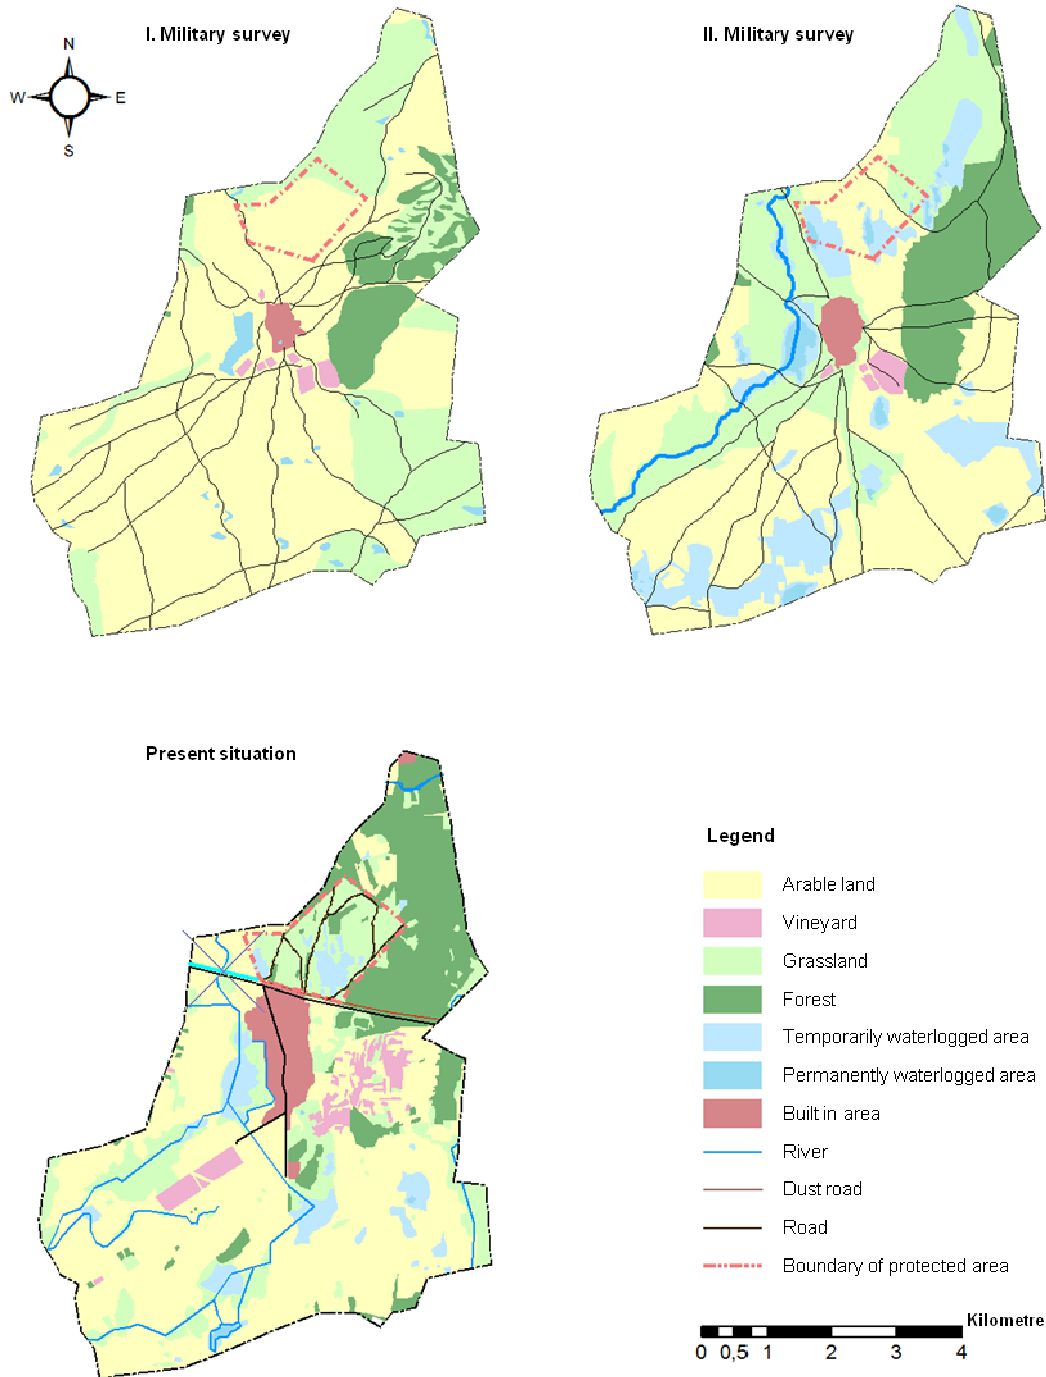 I. Military survey
II. Military survey
N
W E
S
Present situation
Legend
Arable land
Vineyard
Grassland
Forest
Temporarily waterlogged area
Permanently waterlogged area
Built in area
River
Dust road
Road
Boundary of protected area
Kilometre
0 0,5 1 2 3 4